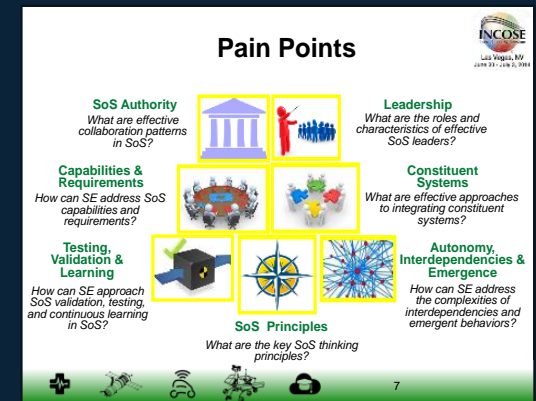 Pain Points
INCOSE
Las Vegas, NV
SoS Authority
What are effective
collaboration patterns
in SoS?
Leadership
What are the roles and
characteristics of effective
SoS leaders?
Capabilities &
Requirements
How can SE address SoS
capabilities and
requirements?
Constituent
Systems
What are effective approaches
to integrating constituent
systems?
Testing,
Validation &
Learning
How can SE approach
SoS validation, testing,
and continuous learning
in SoS?
Autonomy,
Interdependencies &
Emergence
How can SE address
the complexities of
interdependencies and
emergent behaviors?
SoS Principles
What are the key SoS thinking
principles?
7